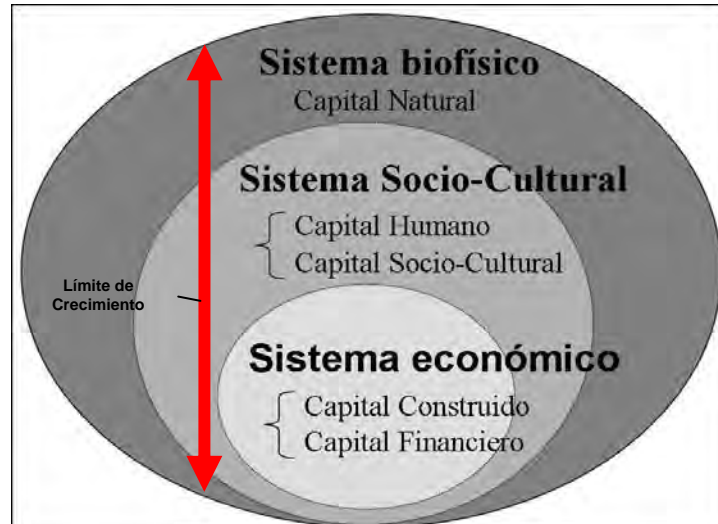 Sistema biofísico
Capital Natural
Sistema Socio-Cultural
Capital Humano
Capital Socio-Cultural
Límite de
Crecimiento
Sistema económico
Capital Construido
Capital Financiero